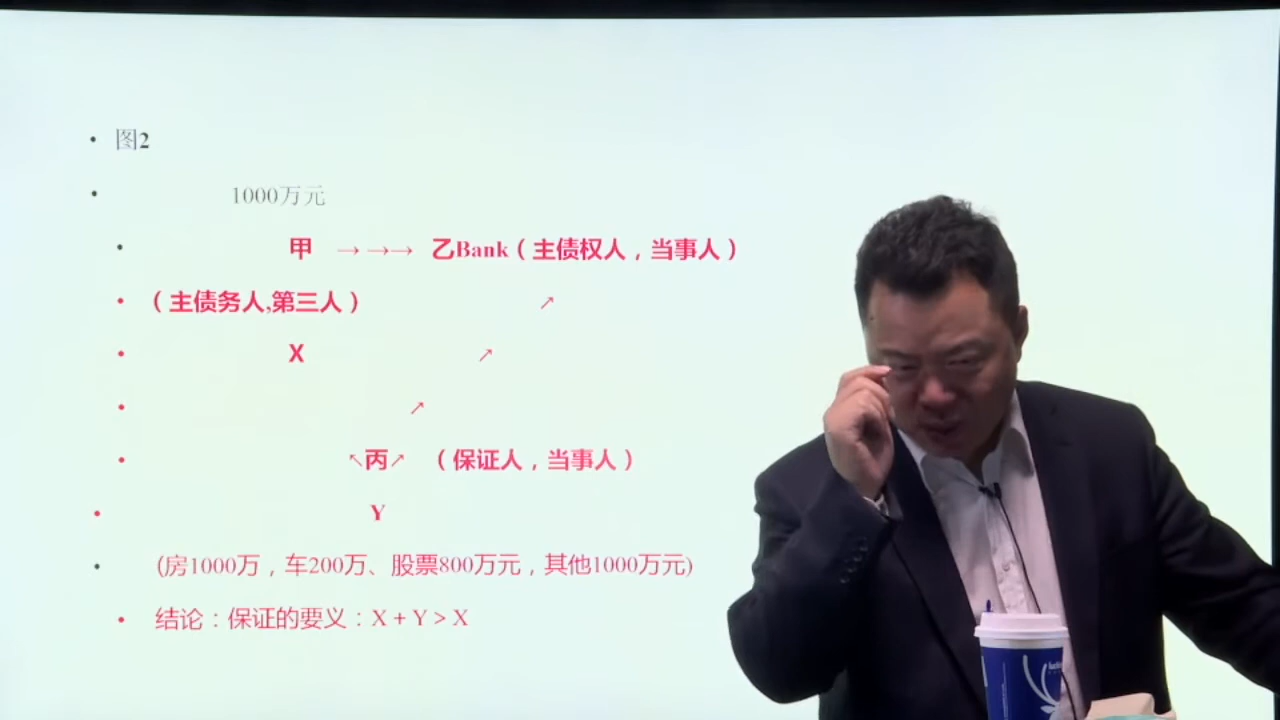 • 图2
• 1000万元
• 甲 →→→ 乙Bank（主债权人，当事人）
• （主债务人,第三人） ↗
• X ↗
• ↗
• ↖丙↗ （保证人，当事人）
• Y
• (房1000万，车200万、股票800万元，其他1000万元)
• 结论：保证的要义：X + Y > X